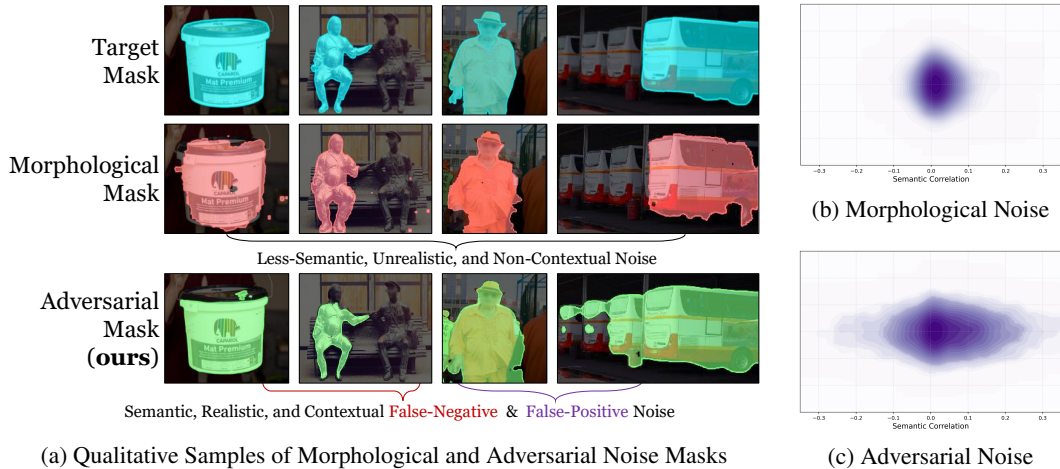 Target
Mask
CAPAROL
Mat Premium
Morphological
Mask
CAPAROL
Mat Premium
Less-Semantic, Unrealistic, and Non-Contextual Noise
Adversarial
Mask
(ours)
CAPAROL
Mat Premium
Semantic, Realistic, and Contextual False-Negative & False-Positive Noise
(a) Qualitative Samples of Morphological and Adversarial Noise Masks
−0.3 −0.2 −0.1 0.0 0.1 0.2 0.3
Semantic Correlation
(b) Morphological Noise
−0.3 −0.2 −0.1 0.0 0.1 0.2 0.3
Semantic Correlation
(c) Adversarial Noise